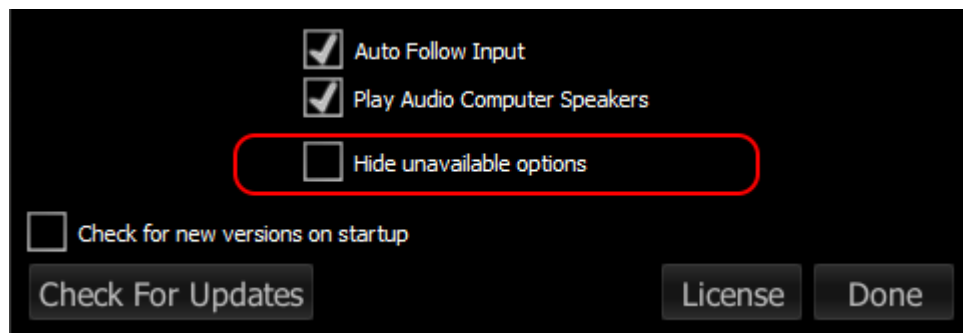 Auto Follow Input
Play Audio Computer Speakers
Hide unavailable options
Check for new versions on startup
Check For Updates
License
Done